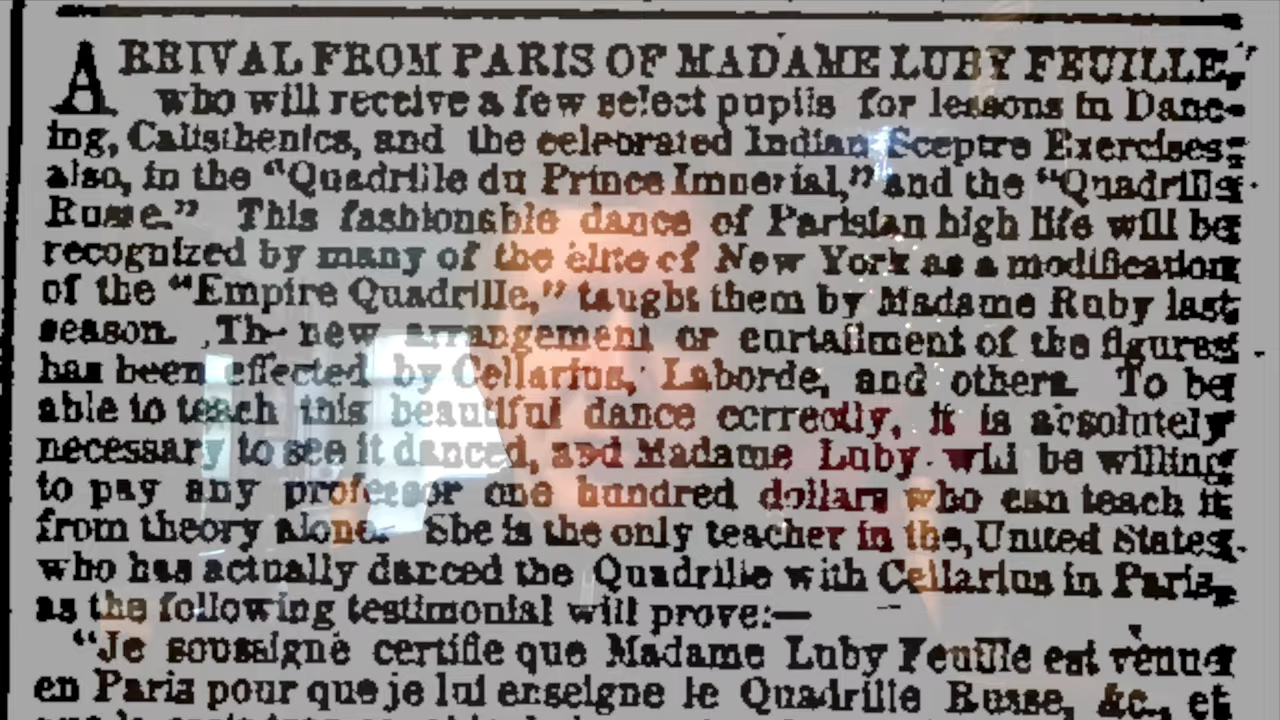 ARRIVAL FROM PARIS OF MADAME LUBY FEUILLE,
who will receive a few select pupils for lessons in Danc-
ing, Calisthenics, and the celebrated Indian Sceptre Exercises;
also, in the "Quadrille du Prince Imperial," and the "Quadrille
Russe." This fashionable dance of Parisian high life will be
recognized by many of the élite of New York as a modification
of the "Empire Quadrille," taught them by Madame Ruby last
season. The new arrangement or curtailment of the figures
has been effected by Cellarius, Laborde, and others. To be
able to teach this beautiful dance correctly, it is absolutely
necessary to see it danced, and Madame Luby will be willing
to pay any professor one hundred dollars who can teach it
from theory alone. She is the only teacher in the United States
who has actually danced the Quadrille with Cellarius in Paris,
as the following testimonial will prove:—
"Je soussigné certifie que Madame Luby Feuille est venue
en Paris pour que je lui enseigne le Quadrille Russe, &c., et